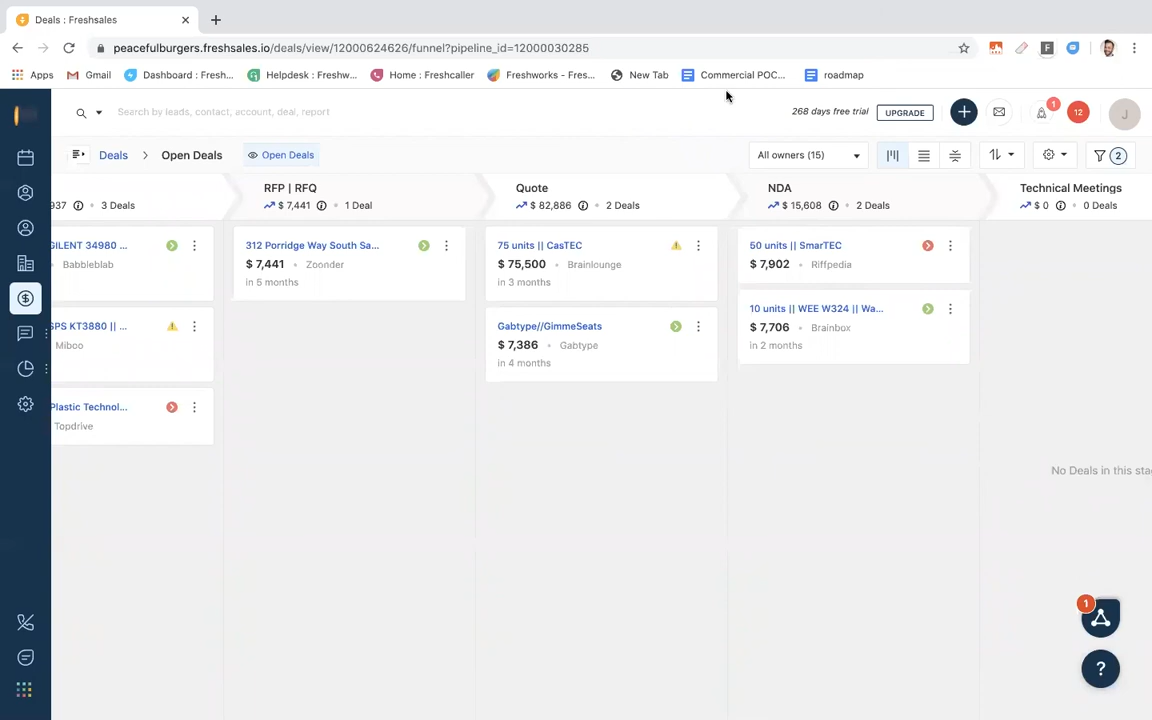 Deals : Freshsales
peacefulburgers.freshsales.io/deals/view/12000624626/funnel?pipeline_id=12000030285
Apps
Gmail
Dashboard : Fresh...
Helpdesk : Freshw...
Home : Freshcaller
Freshworks - Fres...
New Tab
Commercial POC...
roadmap
Search by leads, contact, account, deal, report
268 days free trial
UPGRADE
1
12
J
Deals
Open Deals
Open Deals
All owners (15)
2
937 • 3 Deals
RFP | RFQ
$ 7,441 • 1 Deal
Quote
$ 82,886 • 2 Deals
NDA
$ 15,608 • 2 Deals
Technical Meetings
$ 0 • 0 Deals
GILENT 34980 ...
Babbleblab
SPS KT3880 || ...
Miboo
Plastic Technol...
Topdrive
312 Porridge Way South Sa...
$ 7,441 • Zoonder
in 5 months
75 units || CasTEC
$ 75,500 • Brainlounge
in 3 months
Gabtype//GimmeSeats
$ 7,386 • Gabtype
in 4 months
50 units || SmarTEC
$ 7,902 • Riffpedia
10 units || WEE W324 || Wa...
$ 7,706 • Brainbox
in 2 months
No Deals in this sta
1
?